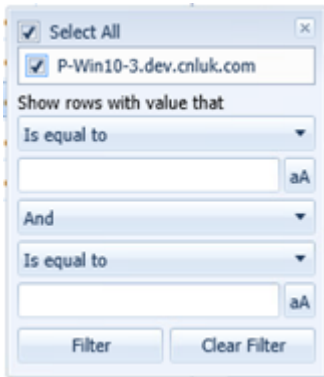 Select All
P-Win10-3.dev.cnluk.com
Show rows with value that
Is equal to
aA
And
Is equal to
aA
Filter Clear Filter